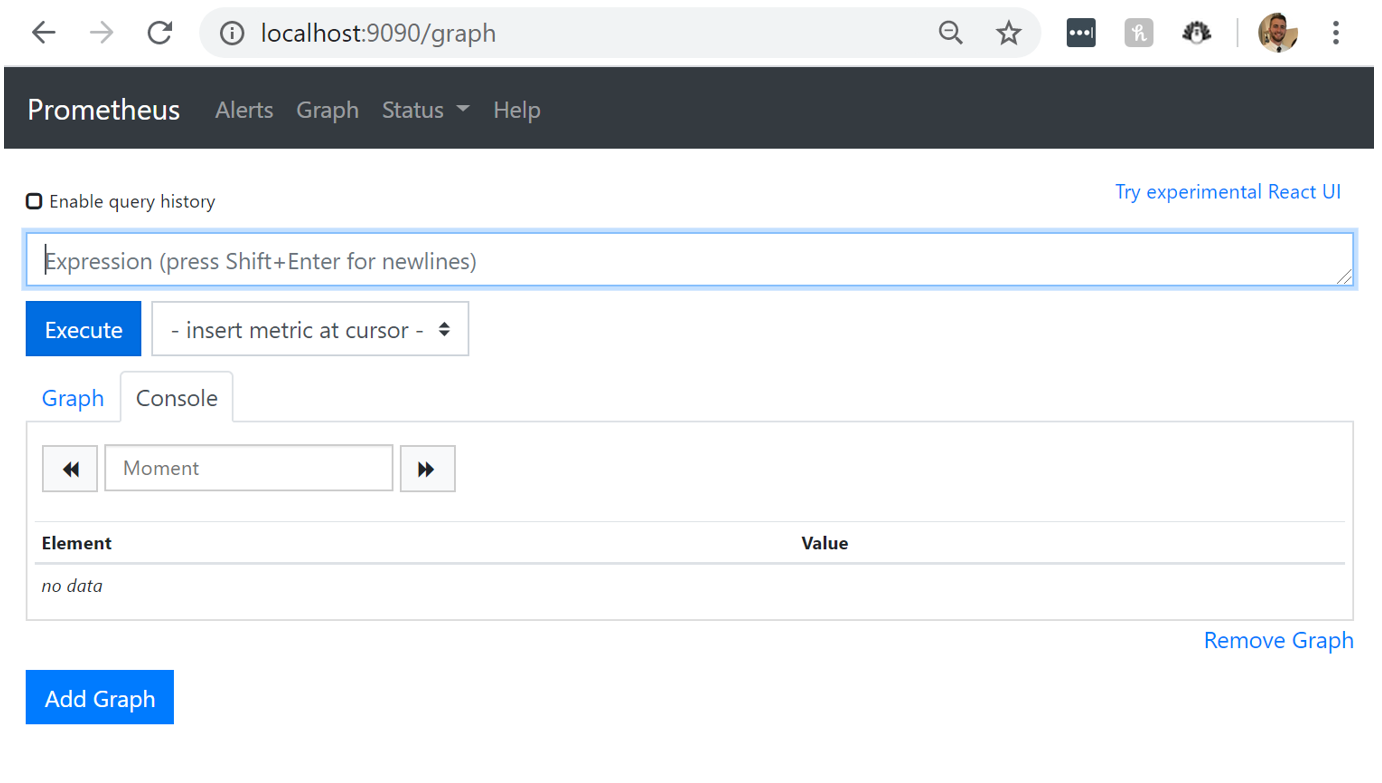 localhost:9090/graph
Prometheus Alerts Graph Status Help
Enable query history
Try experimental React UI
Expression (press Shift+Enter for newlines)
Execute - insert metric at cursor -
Graph Console
Moment
Element Value
no data
Remove Graph
Add Graph